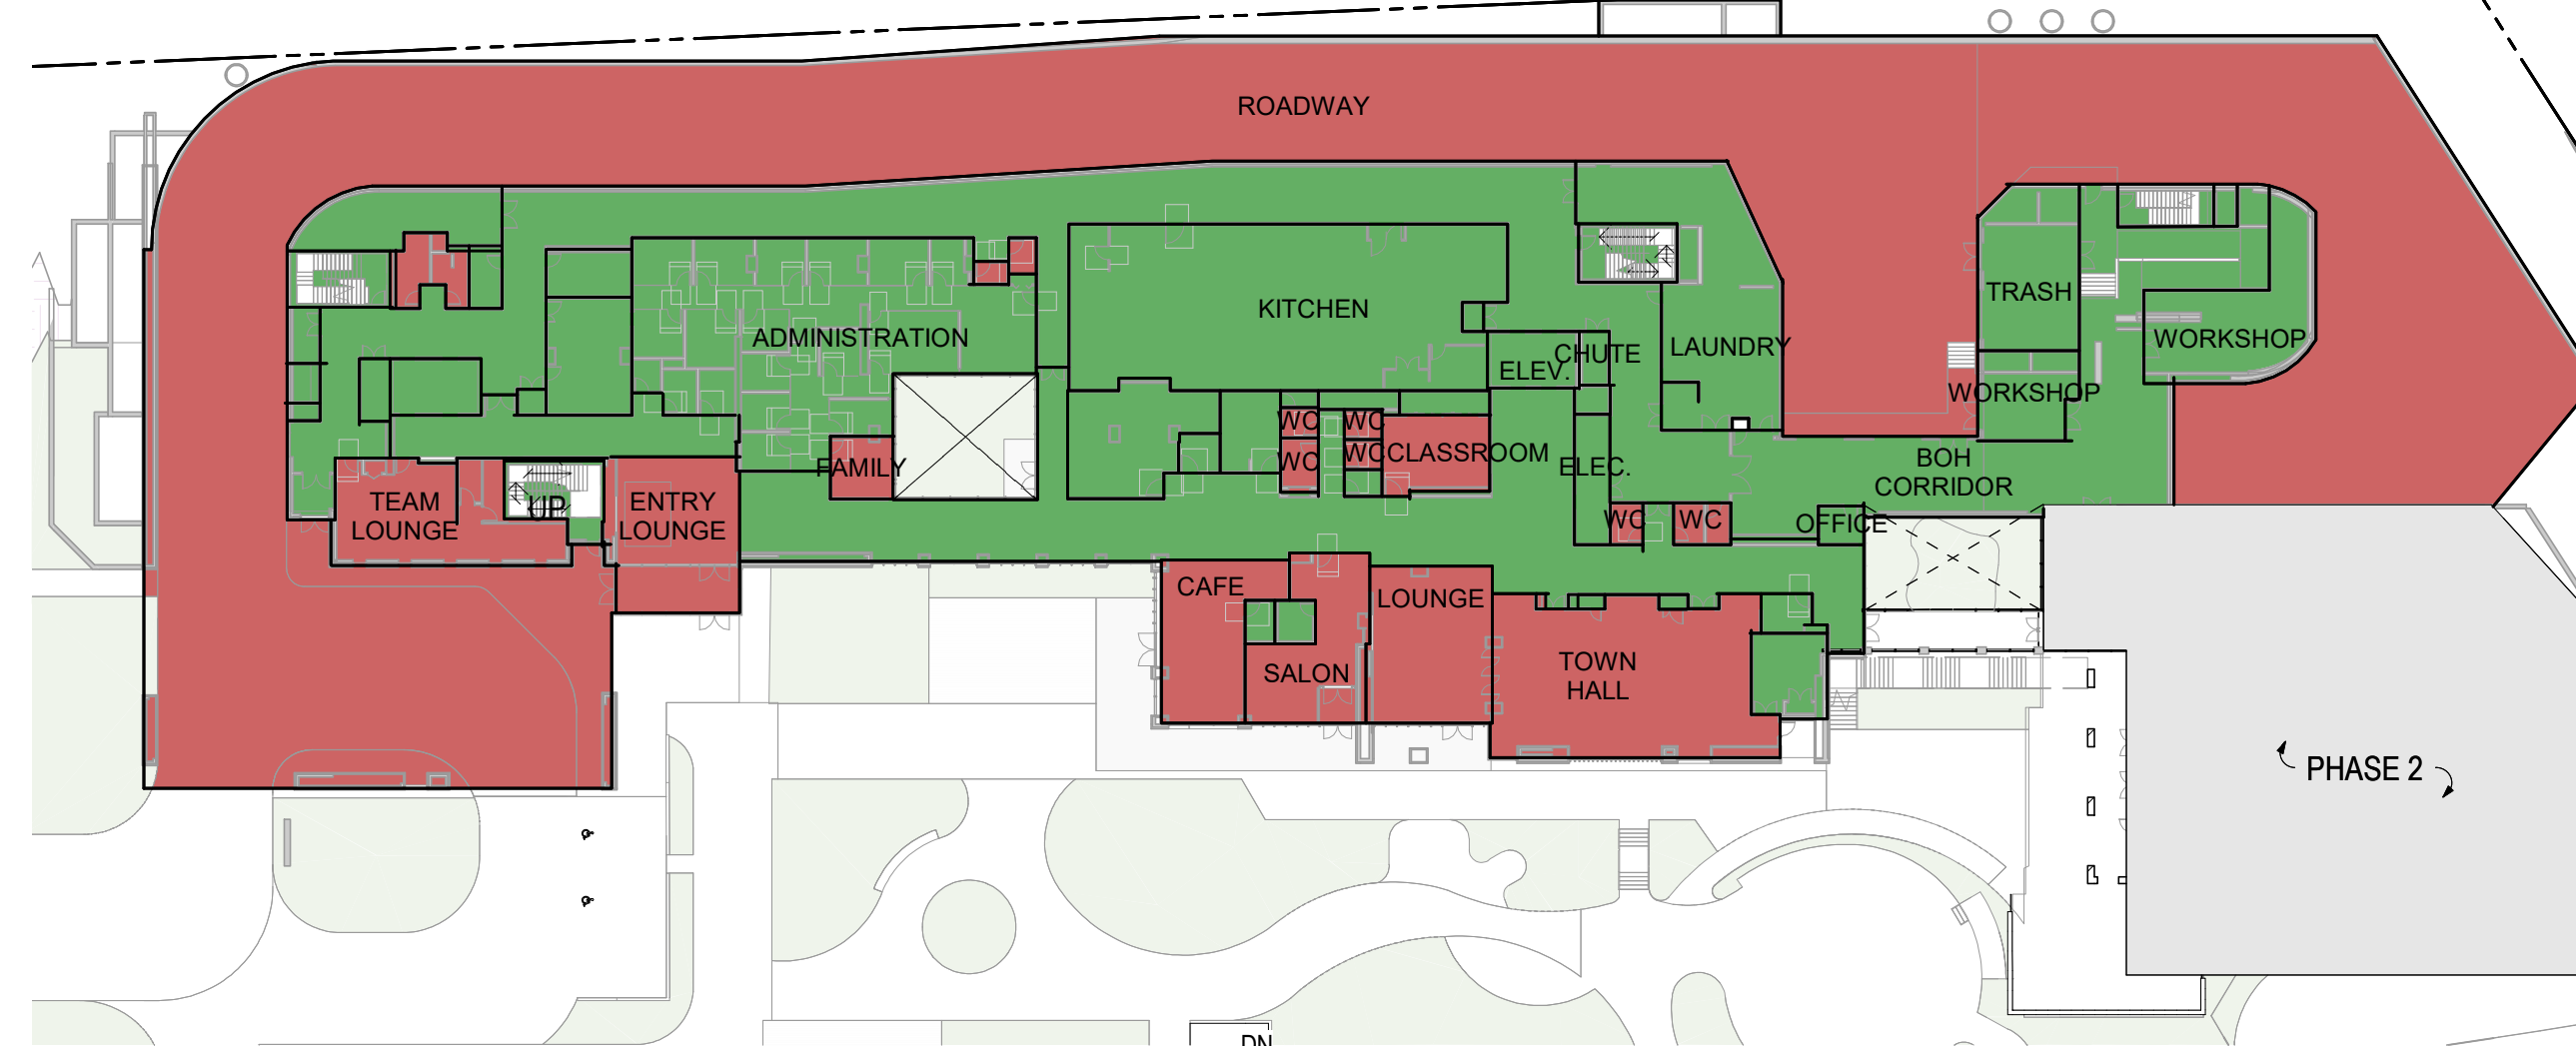 ROADWAY
KITCHEN
ADMINISTRATION
TRASH
WORKSHOP
CHUTE
LAUNDRY
ELEV.
WORKSHOP
WC
WC
CLASSROOM
WC
WC
FAMILY
ELEC.
BOH
CORRIDOR
TEAM
LOUNGE
UP
ENTRY
LOUNGE
WC
WC
OFFICE
CAFE
LOUNGE
SALON
TOWN
HALL
PHASE 2
DN